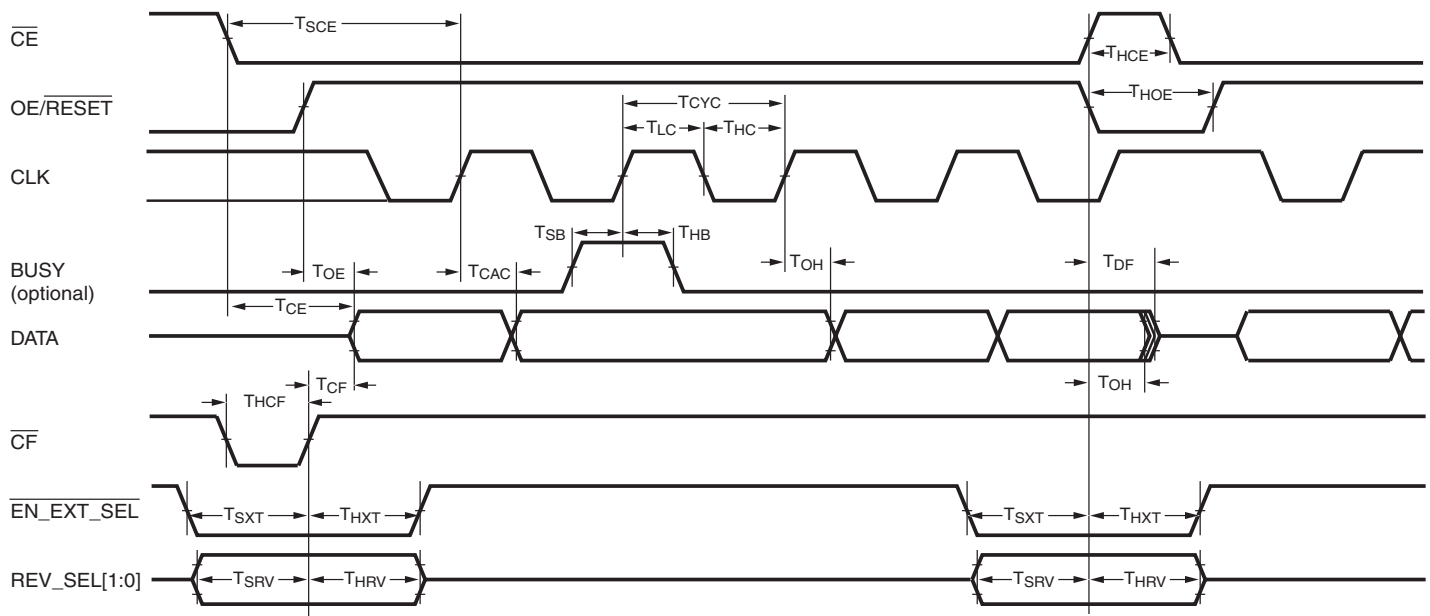 CE
TSCE
THCE
OE/RESET
THOE
TCYC
TLC
THC
CLK
TSB
THB
BUSY
(optional)
TOE
TCAC
TOH
TDF
TCE
DATA
TCF
TOH
THCF
CF
EN_EXT_SEL
TSXT
THXT
TSXT
THXT
REV_SEL[1:0]
TSRV
THRV
TSRV
THRV